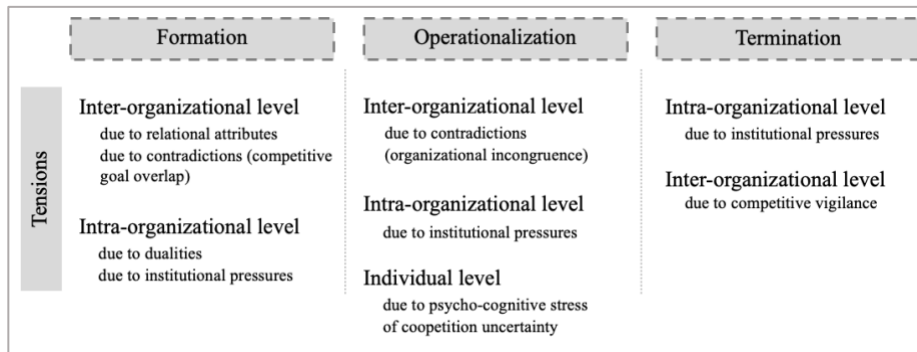 Formation
Operationalization
Termination
Tensions
Inter-organizational level
due to relational attributes
due to contradictions (competitive
goal overlap)
Intra-organizational level
due to dualities
due to institutional pressures
Inter-organizational level
due to contradictions
(organizational incongruence)
Intra-organizational level
due to institutional pressures
Individual level
due to psycho-cognitive stress
of coopetition uncertainty
Intra-organizational level
due to institutional pressures
Inter-organizational level
due to competitive vigilance